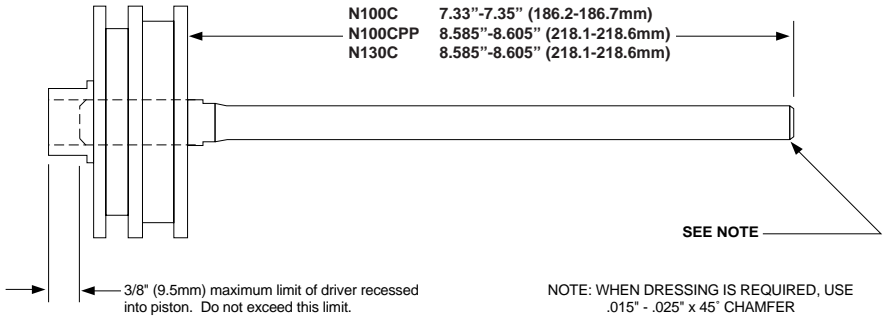 N100C 7.33”-7.35” (186.2-186.7mm)
N100CPP 8.585”-8.605” (218.1-218.6mm)
N130C 8.585”-8.605” (218.1-218.6mm)
SEE NOTE
3/8" (9.5mm) maximum limit of driver recessed
into piston. Do not exceed this limit.
NOTE: WHEN DRESSING IS REQUIRED, USE
.015" - .025" x 45˚ CHAMFER